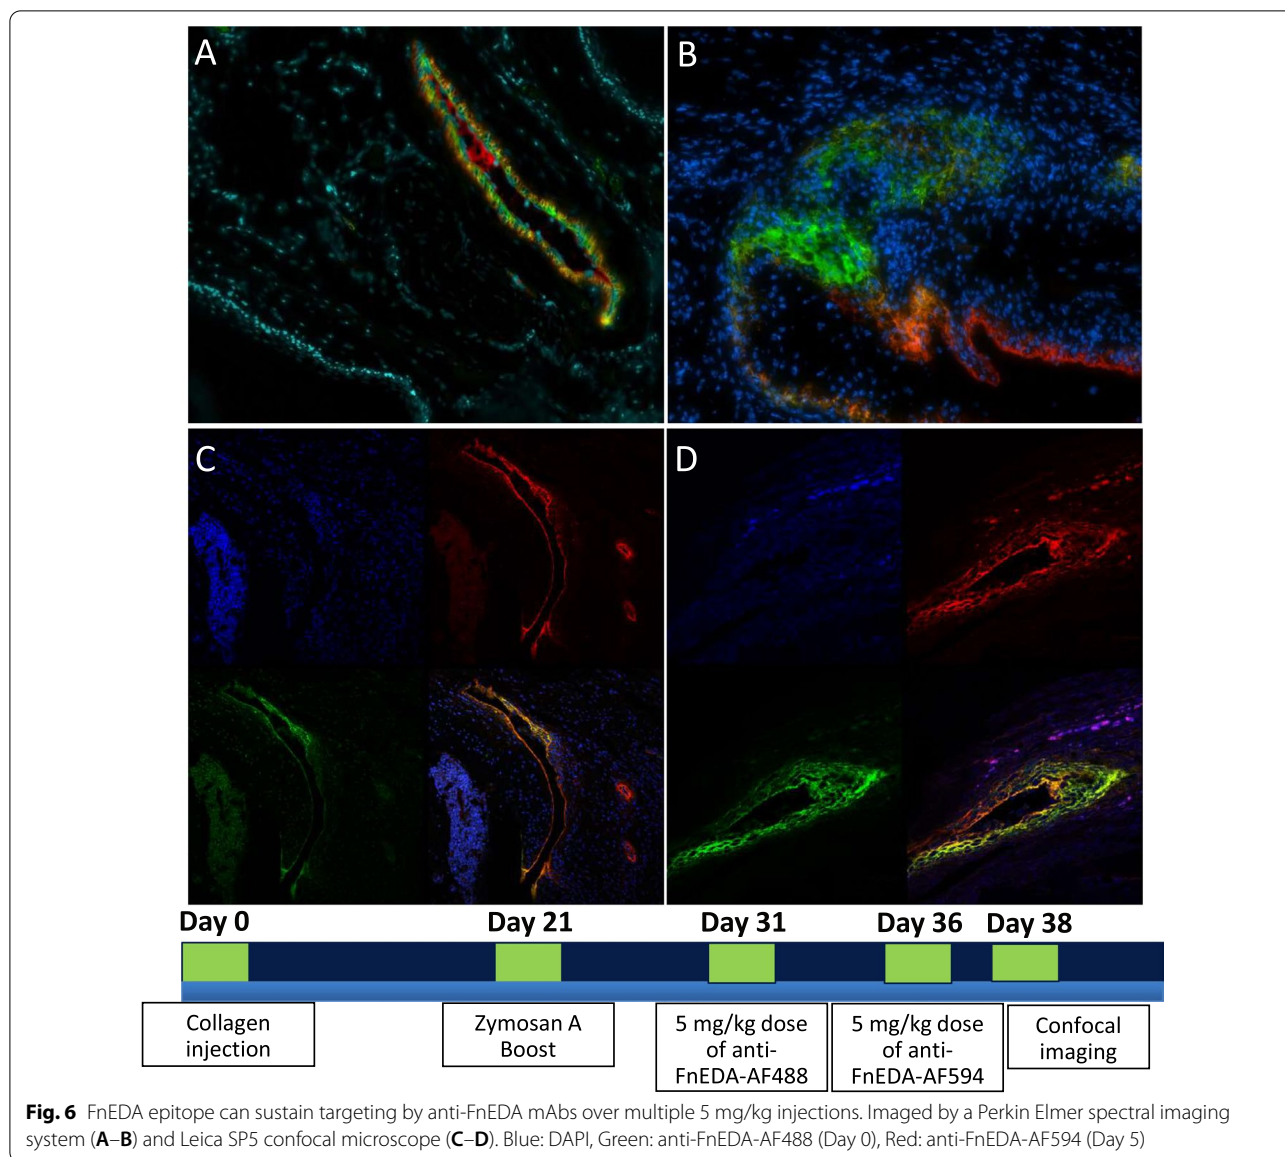 A
B
C
D
Day 0
Day 21
Day 31
Day 36
Day 38
Collagen
injection
Zymosan A
Boost
5 mg/kg dose
of anti-
FnEDA-AF488
5 mg/kg dose
of anti-
FnEDA-AF594
Confocal
imaging
Fig. 6 FnEDA epitope can sustain targeting by anti-FnEDA mAbs over multiple 5 mg/kg injections. Imaged by a Perkin Elmer spectral imaging
system (A–B) and Leica SP5 confocal microscope (C–D). Blue: DAPI, Green: anti-FnEDA-AF488 (Day 0), Red: anti-FnEDA-AF594 (Day 5)